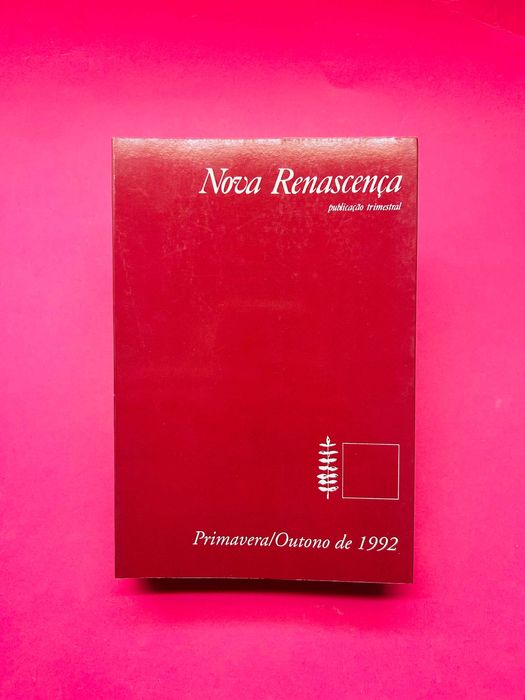 Nova Renascença
publicação trimestral
Primavera/Outono de 1992